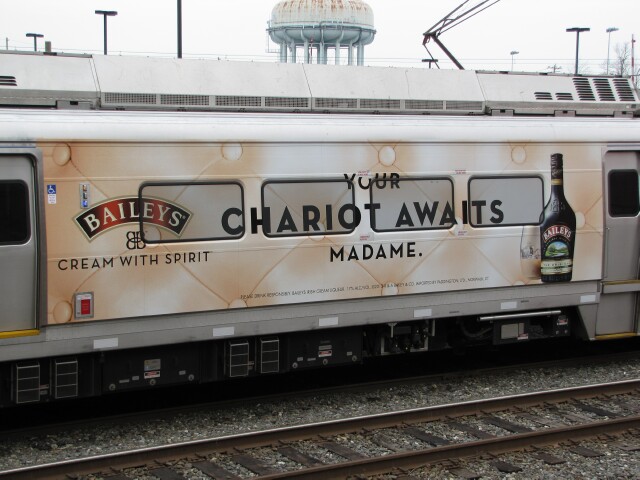 YOUR
CHARIOT AWAITS
MADAME.
BAILEYS
CREAM WITH SPIRIT
BAILEYS